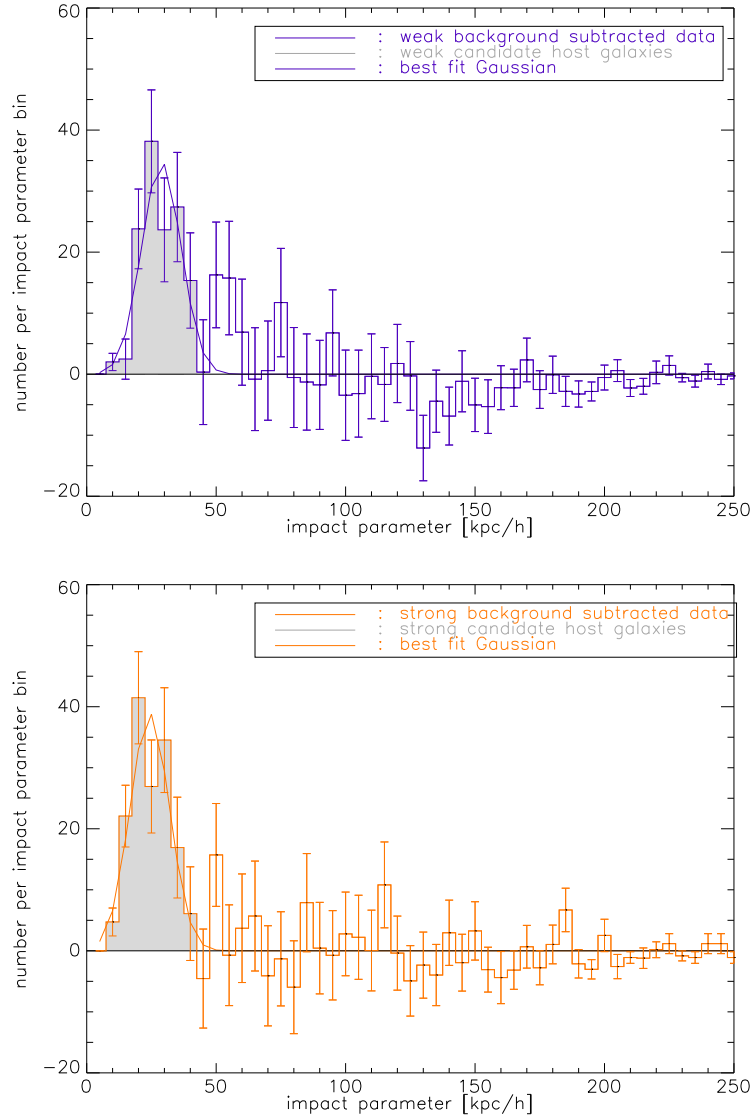 60
: weak background subtracted data
: weak candidate host galaxies
: best fit Gaussian
40
20
0
−20
number per impact parameter bin
0 50 100 150 200 250
impact parameter [kpc/h]
60
: strong background subtracted data
: strong candidate host galaxies
: best fit Gaussian
40
20
0
−20
number per impact parameter bin
0 50 100 150 200 250
impact parameter [kpc/h]